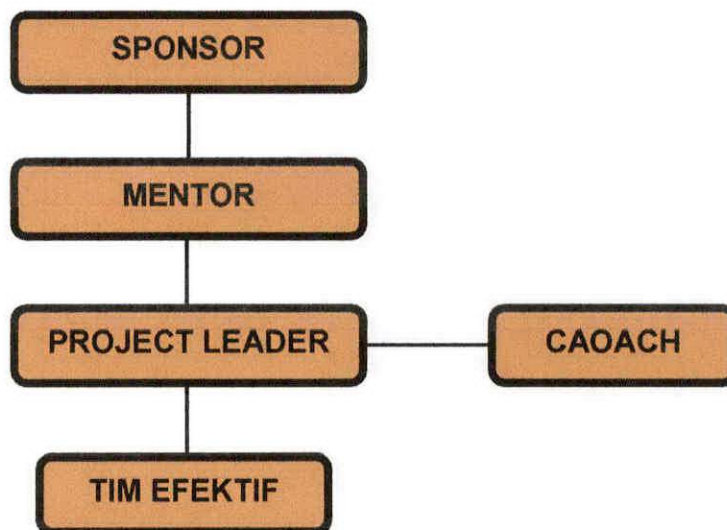 SPONSOR
MENTOR
PROJECT LEADER
CAOACH
TIM EFEKTIF